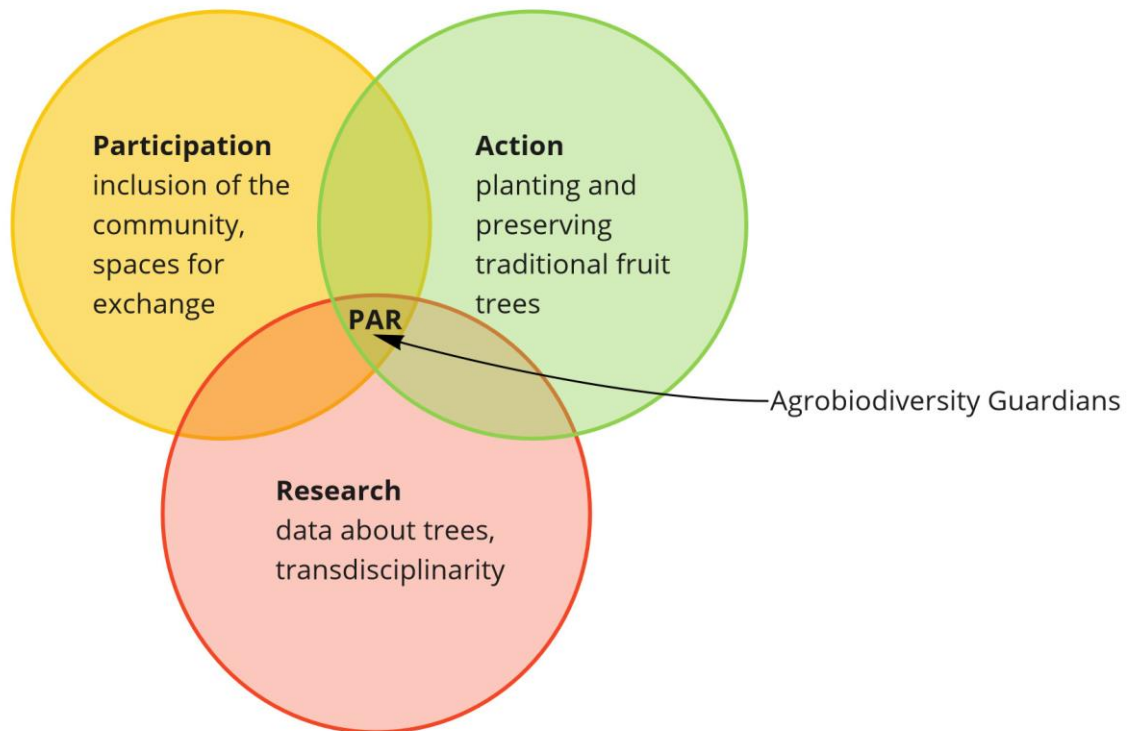 Participation
inclusion of the
community,
spaces for
exchange
Action
planting and
preserving
traditional fruit
trees
PAR
Agrobiodiversity Guardians
Research
data about trees,
transdisciplinarity